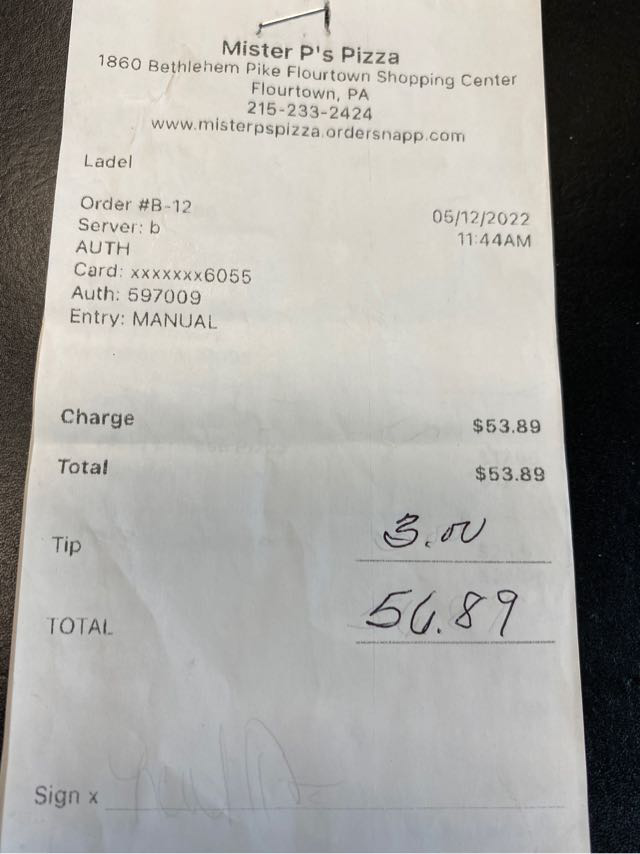 Mister P's Pizza
1860 Bethlehem Pike Flourtown Shopping Center
Flourtown, PA
215-233-2424
www.misterpspizza.ordersnapp.com
Ladel
Order #B-12
05/12/2022
Server: b
11:44AM
AUTH
Card: xxxxxxx6055
Auth: 597009
Entry: MANUAL
Charge $53.89
Total $53.89
Tip 3.00
TOTAL 56.89
Sign x